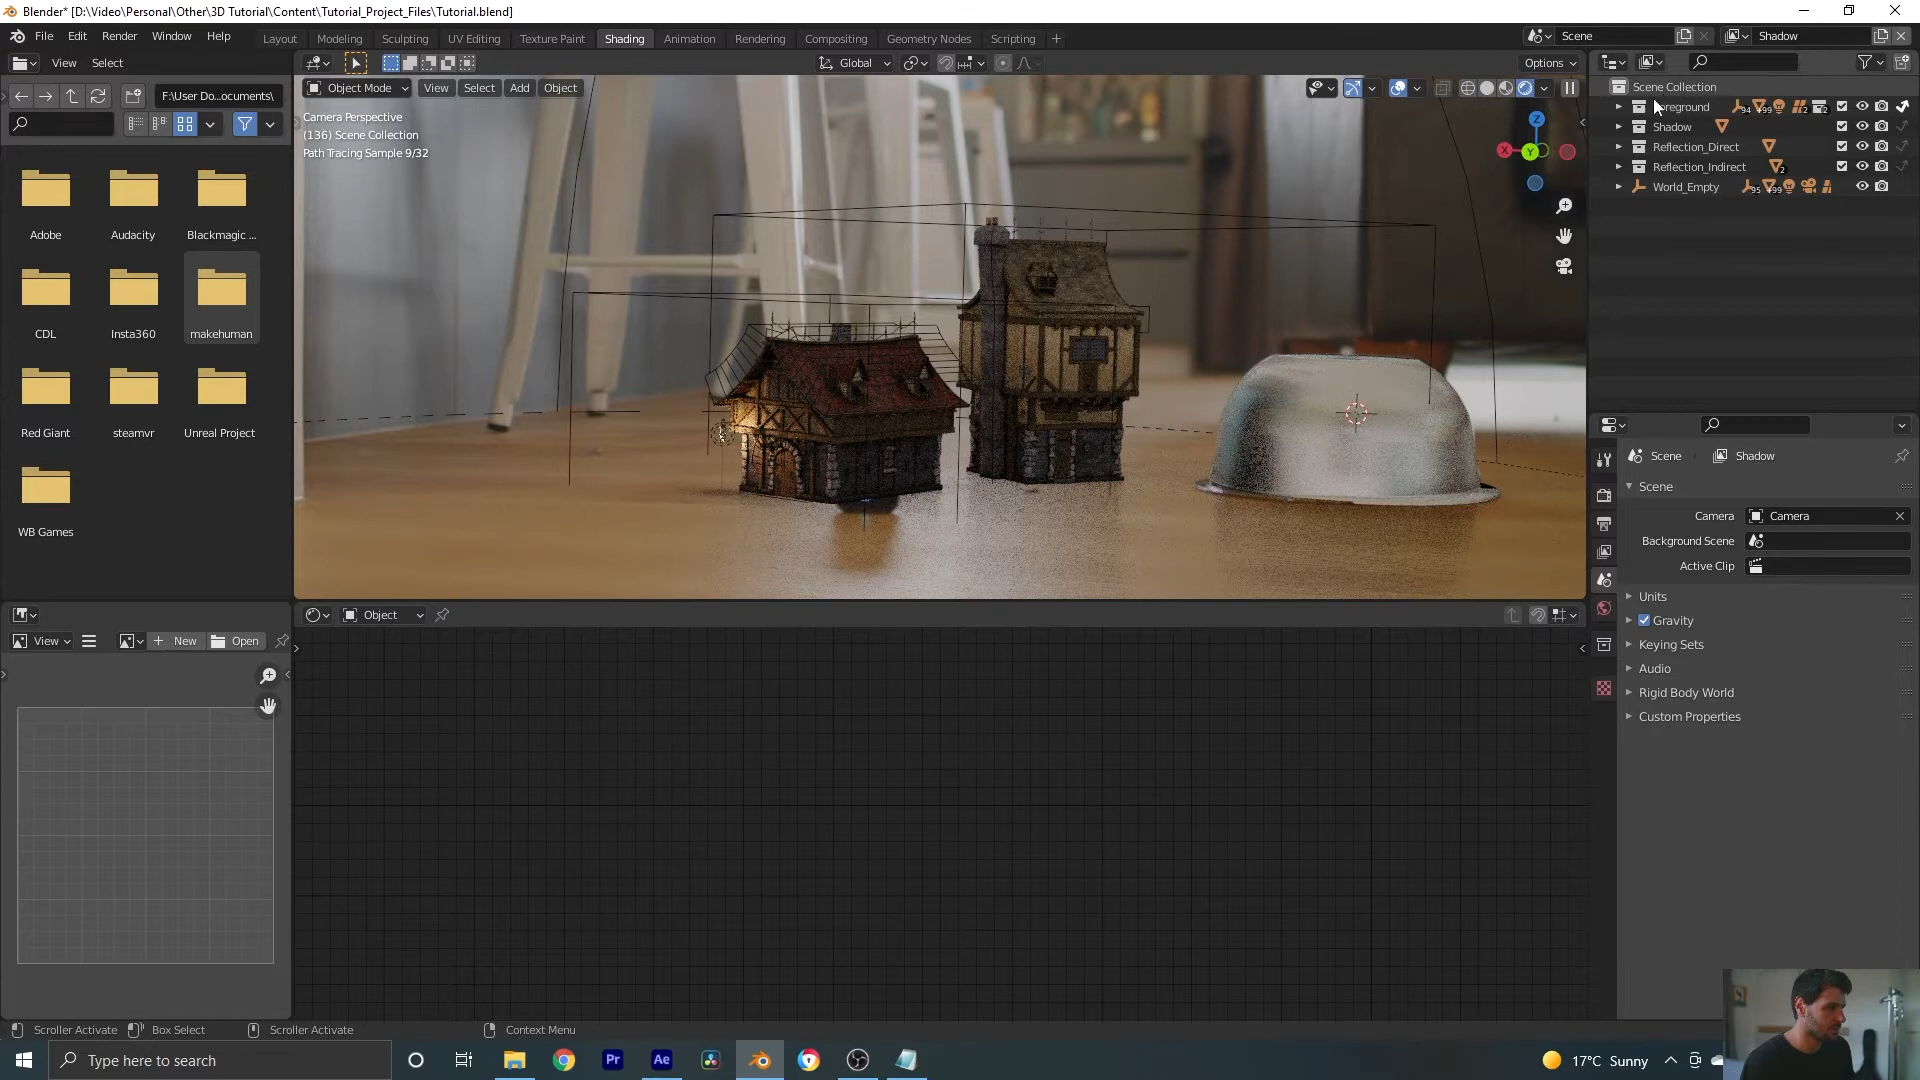 Blender* [D:\Video\Personal\Other\3D Tutorial\Content\Tutorial_Project_Files\Tutorial.blend]
File Edit Render Window Help
Layout Modeling Sculpting UV Editing Texture Paint Shading Animation Rendering Compositing Geometry Nodes Scripting +
Scene
Shadow
View Select
Global
Options
F:\User Do...ocuments\
Object Mode View Select Add Object
Camera Perspective
(136) Scene Collection
Path Tracing Sample 9/32
Z
X
Y
Adobe
Audacity
Blackmagic ...
CDL
Insta360
makehuman
Red Giant
steamvr
Unreal Project
WB Games
Scene Collection
Shadow
Reflection_Direct
Reflection_Indirect
World_Empty
Scene
Shadow
Scene
Camera
Camera
Background Scene
Active Clip
Units
Gravity
Keying Sets
Audio
Rigid Body World
Custom Properties
View
New
Open
Object
Scroller Activate
Box Select
Scroller Activate
Context Menu
Type here to search
Pr
Ae
17°C Sunny